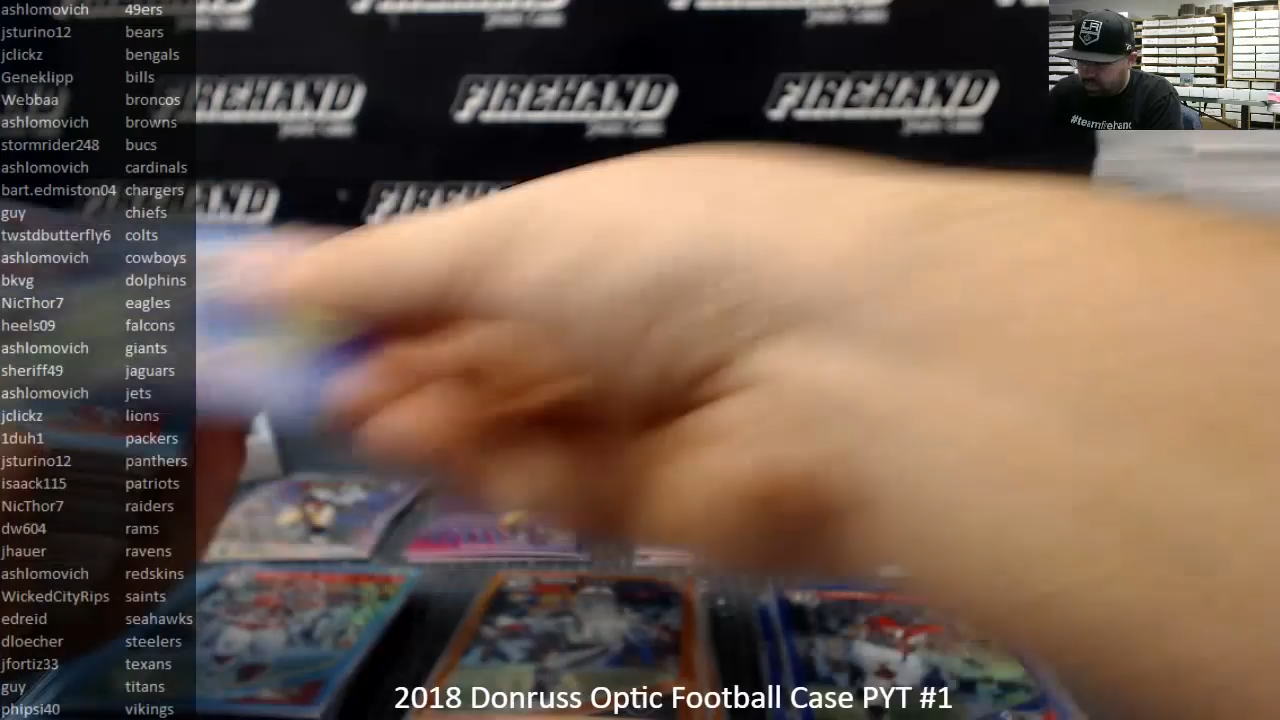 ashlomovich 49ers
jsturino12 bears
jclickz bengals
Geneklipp bills
Webbaa broncos
ashlomovich browns
stormrider248 bucs
ashlomovich cardinals
bart.edmiston04 chargers
guy chiefs
twstdbutterfly6 colts
ashlomovich cowboys
bkvg dolphins
NicThor7 eagles
heels09 falcons
ashlomovich giants
sheriff49 jaguars
ashlomovich jets
jclickz lions
1duh1 packers
jsturino12 panthers
isaack115 patriots
NicThor7 raiders
dw604 rams
jhauer ravens
ashlomovich redskins
WickedCityRips saints
edreid seahawks
dloecher steelers
jfortiz33 texans
guy titans
phipsi40 vikings
FIREHAND
FIREHAND
FIREHAND
LA
#teamfirehand
2018 Donruss Optic Football Case PYT #1